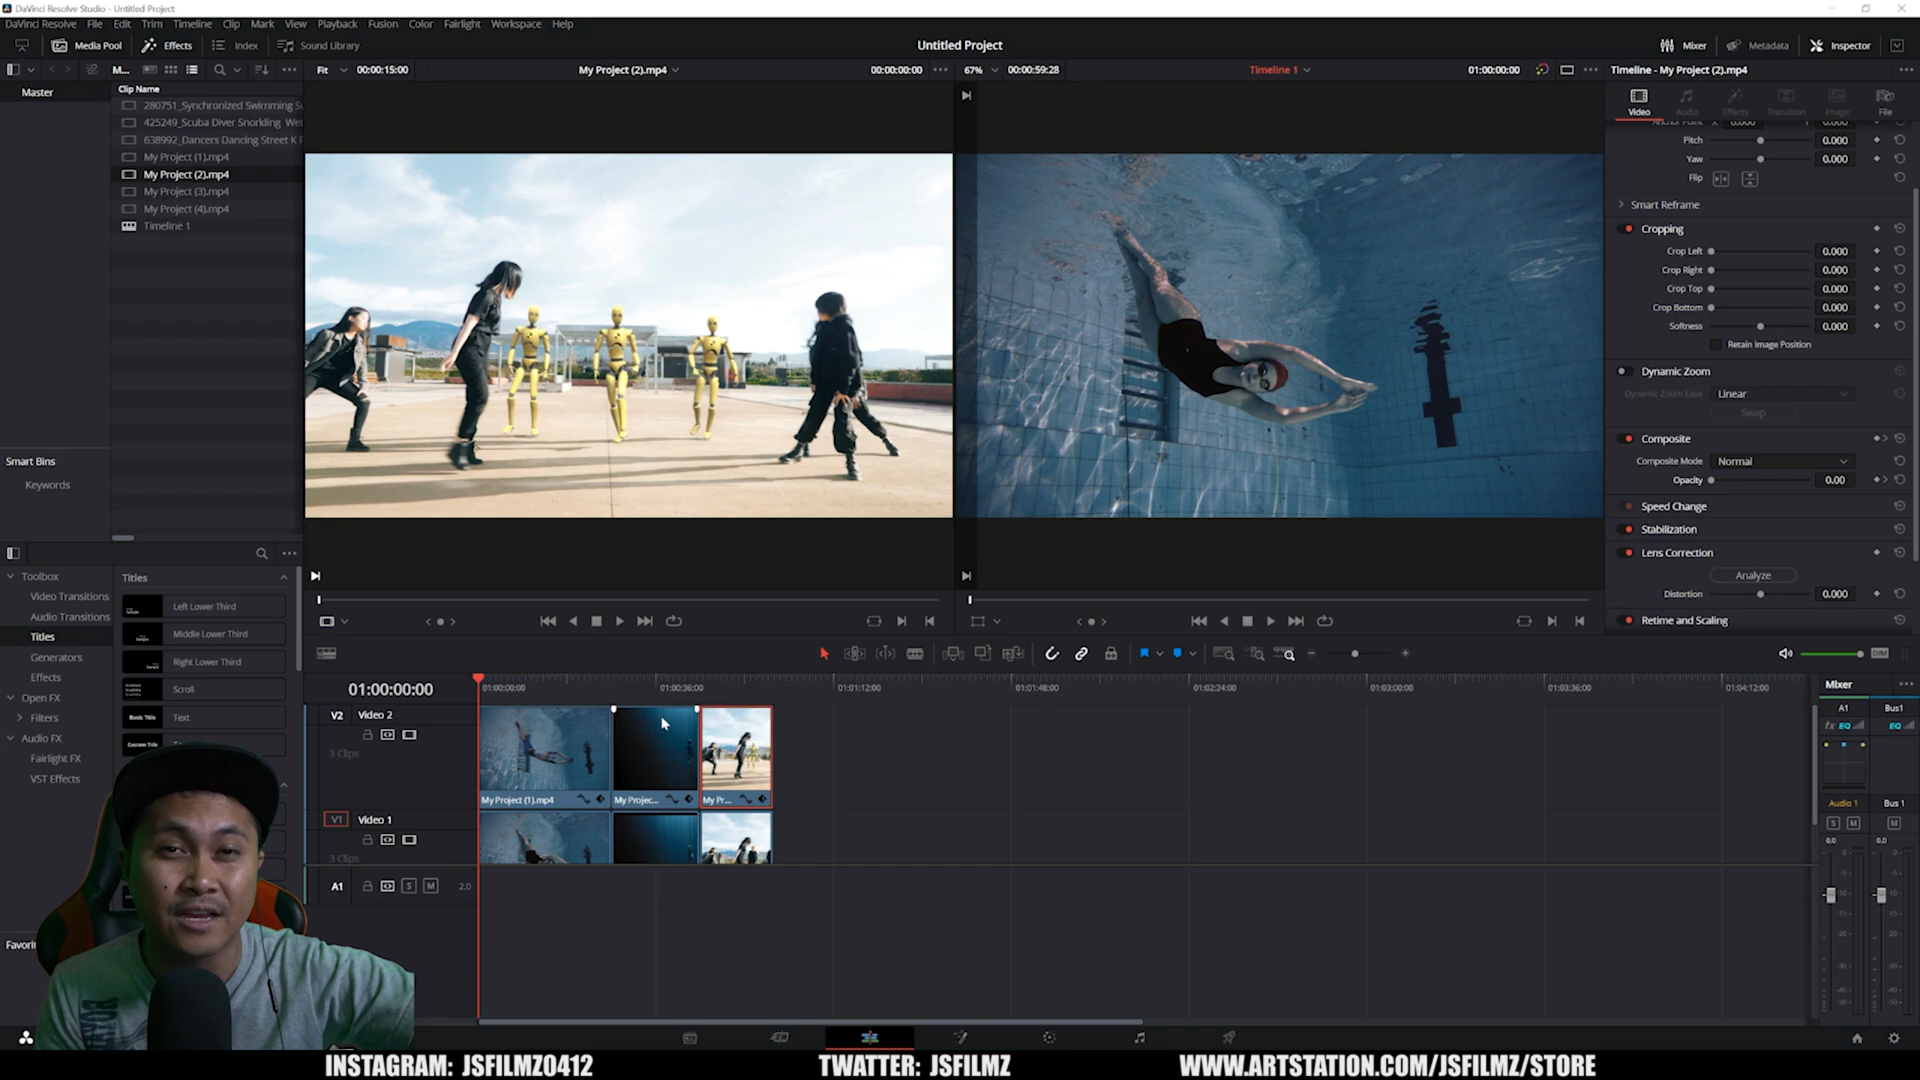 DaVinci Resolve Studio - Untitled Project
DaVinci Resolve File Edit Trim Timeline Clip Mark View Playback Fusion Color Fairlight Workspace Help
Media Pool Effects Index Sound Library Untitled Project Mixer Metadata Inspector
M... Fit 00:00:15:00 My Project (2).mp4 00:00:00:00 67% 00:00:59:28 Timeline 1 01:00:00:00 Timeline - My Project (2).mp4
Master
Clip Name
280751_Synchronized Swimming
425249_Scuba Diver Snorkling
638992_Dancers Dancing Street K
My Project (1).mp4
My Project (2).mp4
My Project (3).mp4
My Project (4).mp4
Timeline 1
Smart Bins
Keywords
Video Audio Effects Transition Image File
Anchor Point X 0.000 Y 0.000
Pitch 0.000
Yaw 0.000
Flip
Smart Reframe
Cropping
Crop Left 0.000
Crop Right 0.000
Crop Top 0.000
Crop Bottom 0.000
Softness 0.000
Retain Image Position
Dynamic Zoom
Dynamic Zoom Ease Linear
Swap
Composite
Composite Mode Normal
Opacity 0.00
Speed Change
Stabilization
Lens Correction
Analyze
Distortion 0.000
Retime and Scaling
Toolbox
Video Transitions
Audio Transitions
Titles
Generators
Effects
Open FX
Filters
Audio FX
Fairlight FX
VST Effects
Titles
Left Lower Third
Middle Lower Third
Right Lower Third
Scroll
Basic Title Text
Custom Title
DIM
01:00:00:00 01:00:00:00 01:00:36:00 01:01:12:00 01:01:48:00 01:02:24:00 01:03:00:00 01:03:36:00 01:04:12:00
V2 Video 2
3 Clips
My Project (1).mp4 My Projec... My Pr...
V1 Video 1
3 Clips
A1 S M 2.0
Mixer
A1 Bus1
fx EQ EQ
Audio 1 Bus 1
S M M
0.0 0.0
INSTAGRAM: JSFILMZ0412 TWATTER: JSFILMZ WWW.ARTSTATION.COM/JSFILMZ/STORE